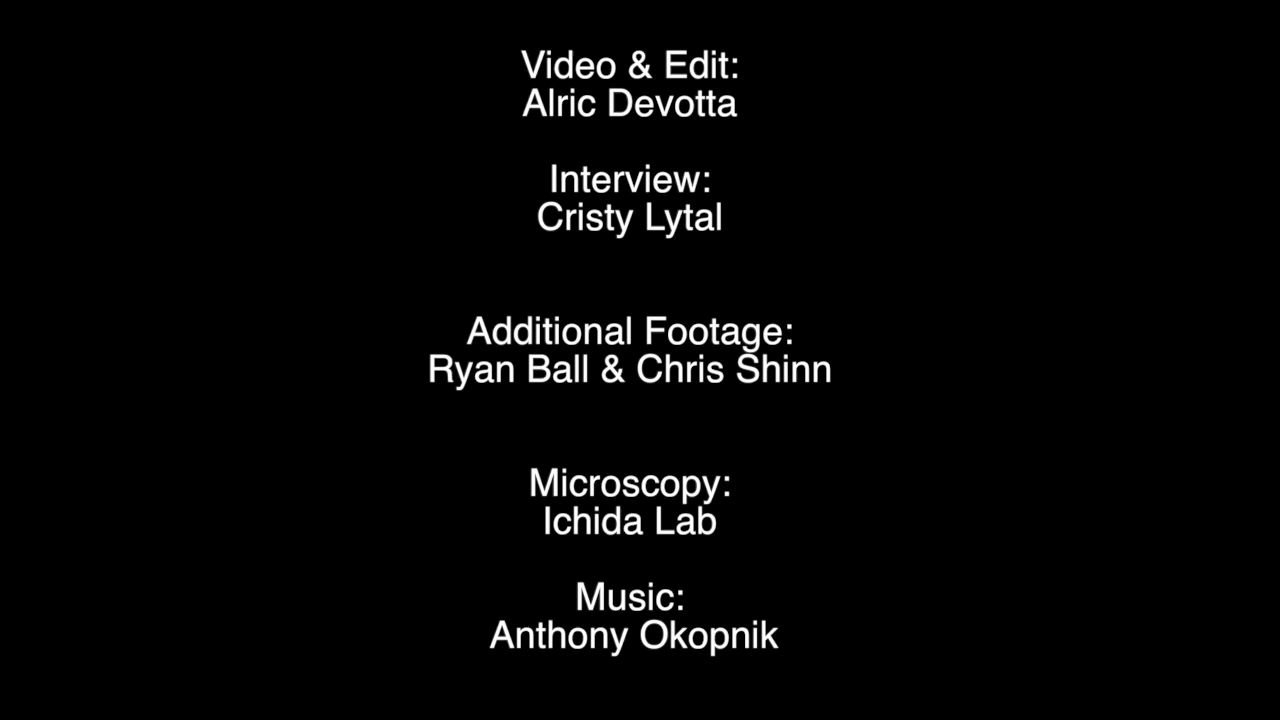 Video & Edit:
Alric Devotta
Interview:
Cristy Lytal
Additional Footage:
Ryan Ball & Chris Shinn
Microscopy:
Ichida Lab
Music:
Anthony Okopnik